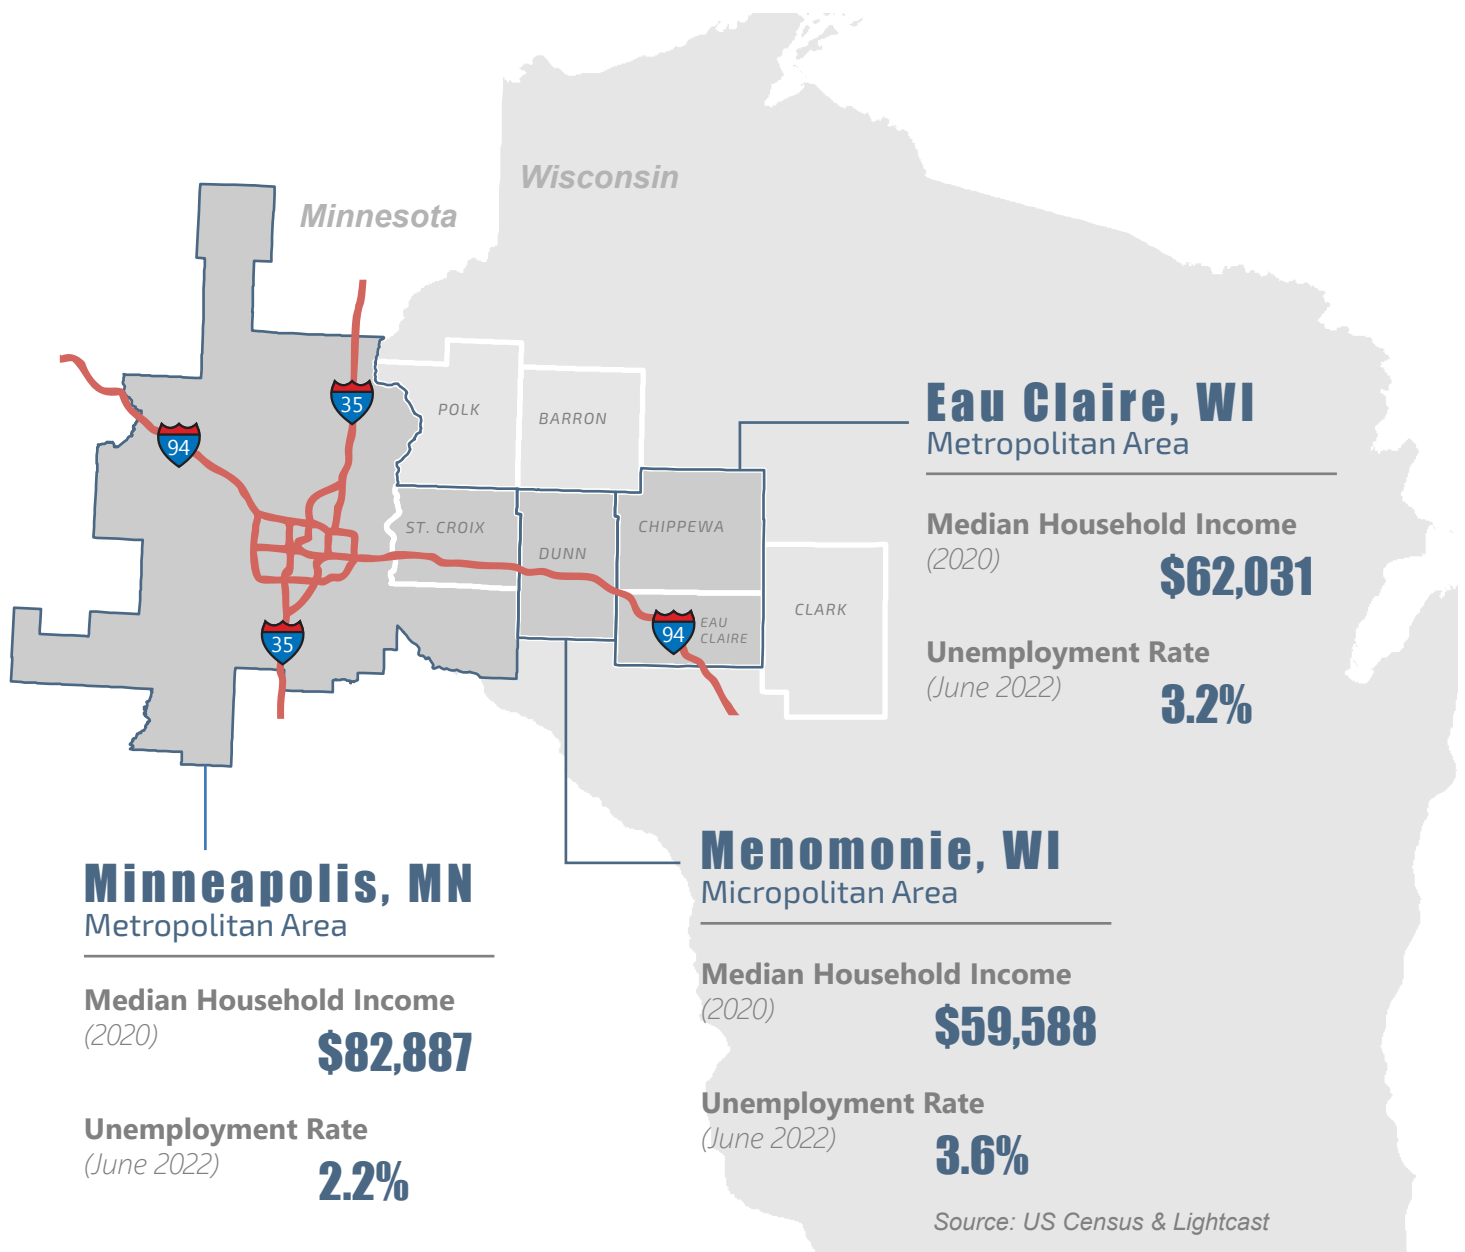 Wisconsin
Minnesota
35
94
POLK
BARRON
ST. CROIX
DUNN
CHIPPEWA
CLARK
EAU
CLAIRE
94
35
Eau Claire, WI
Metropolitan Area
Median Household Income
(2020)
$62,031
Unemployment Rate
(June 2022)
3.2%
Minneapolis, MN
Metropolitan Area
Median Household Income
(2020)
$82,887
Unemployment Rate
(June 2022)
2.2%
Menomonie, WI
Micropolitan Area
Median Household Income
(2020)
$59,588
Unemployment Rate
(June 2022)
3.6%
Source: US Census & Lightcast